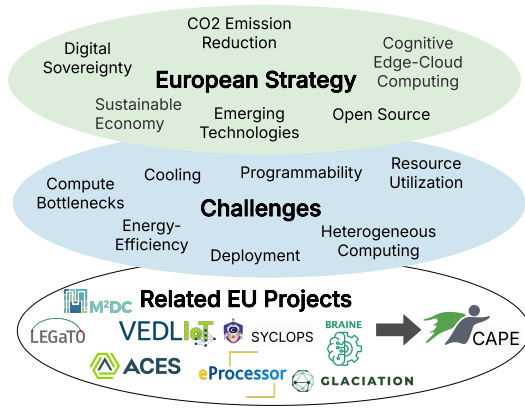 CO2 Emission
Reduction
Digital
Sovereignty
Cognitive
Edge-Cloud
Computing
European Strategy
Sustainable
Economy
Emerging
Technologies
Open Source
Compute
Bottlenecks
Cooling
Programmability
Resource
Utilization
Challenges
Energy-
Efficiency
Deployment
Heterogeneous
Computing
Related EU Projects
M²DC
LEGaTO
VEDLIoT
SYCLOPS
BRAINE
CAPE
ACES
eProcessor
GLACIATION